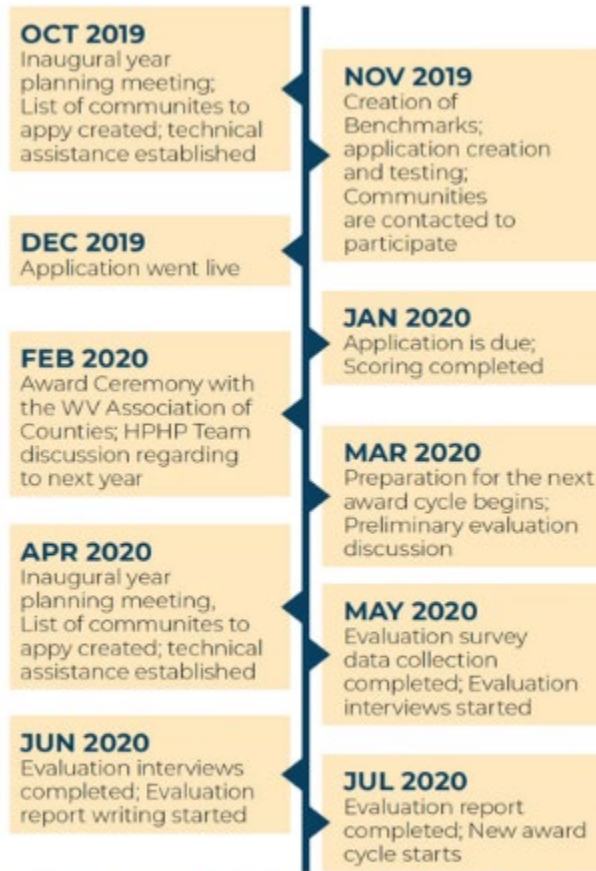 OCT 2019
Inaugural year
planning meeting;
List of communites to
appy created; technical
assistance established
NOV 2019
Creation of
Benchmarks;
application creation
and testing;
Communities
are contacted to
participate
DEC 2019
Application went live
JAN 2020
Application is due;
Scoring completed
FEB 2020
Award Ceremony with
the WV Association of
Counties; HPHP Team
discussion regarding
to next year
MAR 2020
Preparation for the next
award cycle begins;
Preliminary evaluation
discussion
APR 2020
Inaugural year
planning meeting,
List of communites to
appy created; technical
assistance established
MAY 2020
Evaluation survey
data collection
completed; Evaluation
interviews started
JUN 2020
Evaluation interviews
completed; Evaluation
report writing started
JUL 2020
Evaluation report
completed; New award
cycle starts